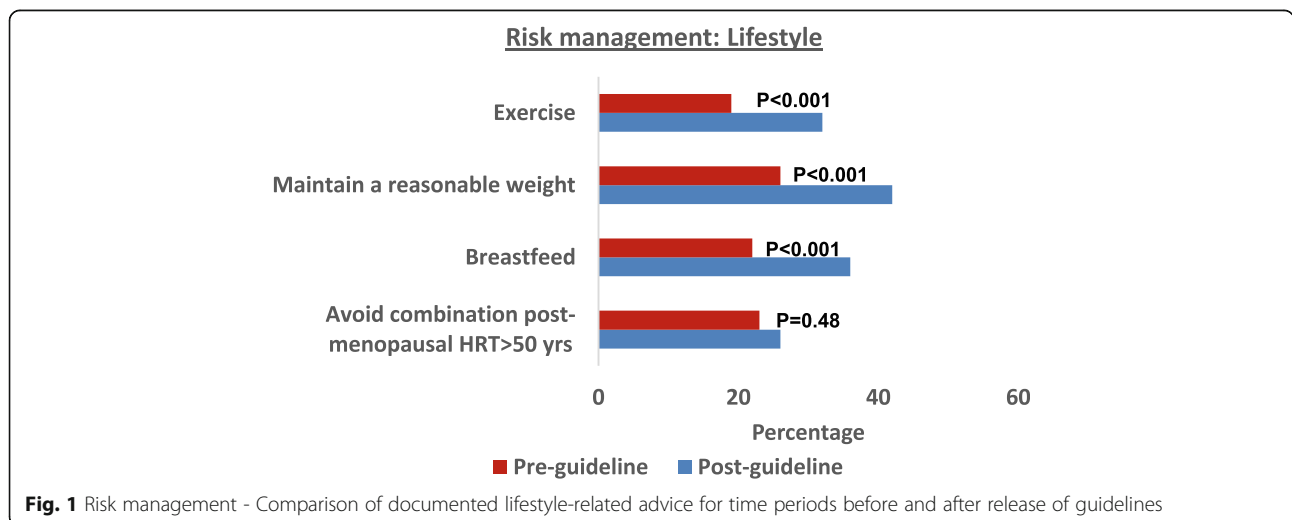 Risk management: Lifestyle
Exercise
P<0.001
Maintain a reasonable weight
P<0.001
Breastfeed
P<0.001
Avoid combination post-
menopausal HRT>50 yrs
P=0.48
0 20 40 60
Percentage
Pre-guideline Post-guideline
Fig. 1 Risk management - Comparison of documented lifestyle-related advice for time periods before and after release of guidelines